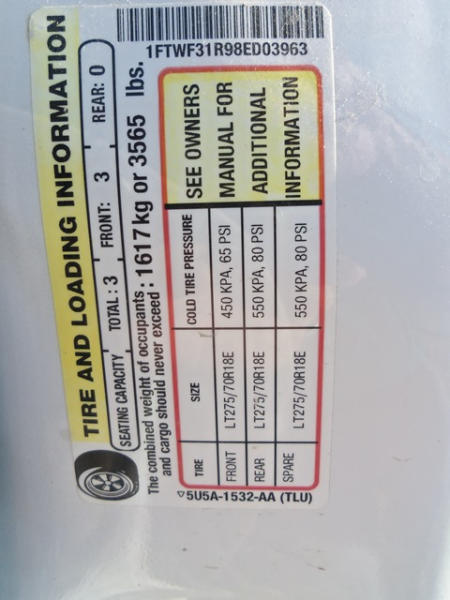 TIRE AND LOADING INFORMATION
SEATING CAPACITY TOTAL : 3 FRONT: 3 REAR: 0
The combined weight of occupants : 1617 kg or 3565 lbs.
and cargo should never exceed
TIRE SIZE COLD TIRE PRESSURE
FRONT LT275/70R18E 450 KPA, 65 PSI
REAR LT275/70R18E 550 KPA, 80 PSI
SPARE LT275/70R18E 550 KPA, 80 PSI
SEE OWNERS
MANUAL FOR
ADDITIONAL
INFORMATION
5U5A-1532-AA (TLU)
1FTWF31R98ED03963